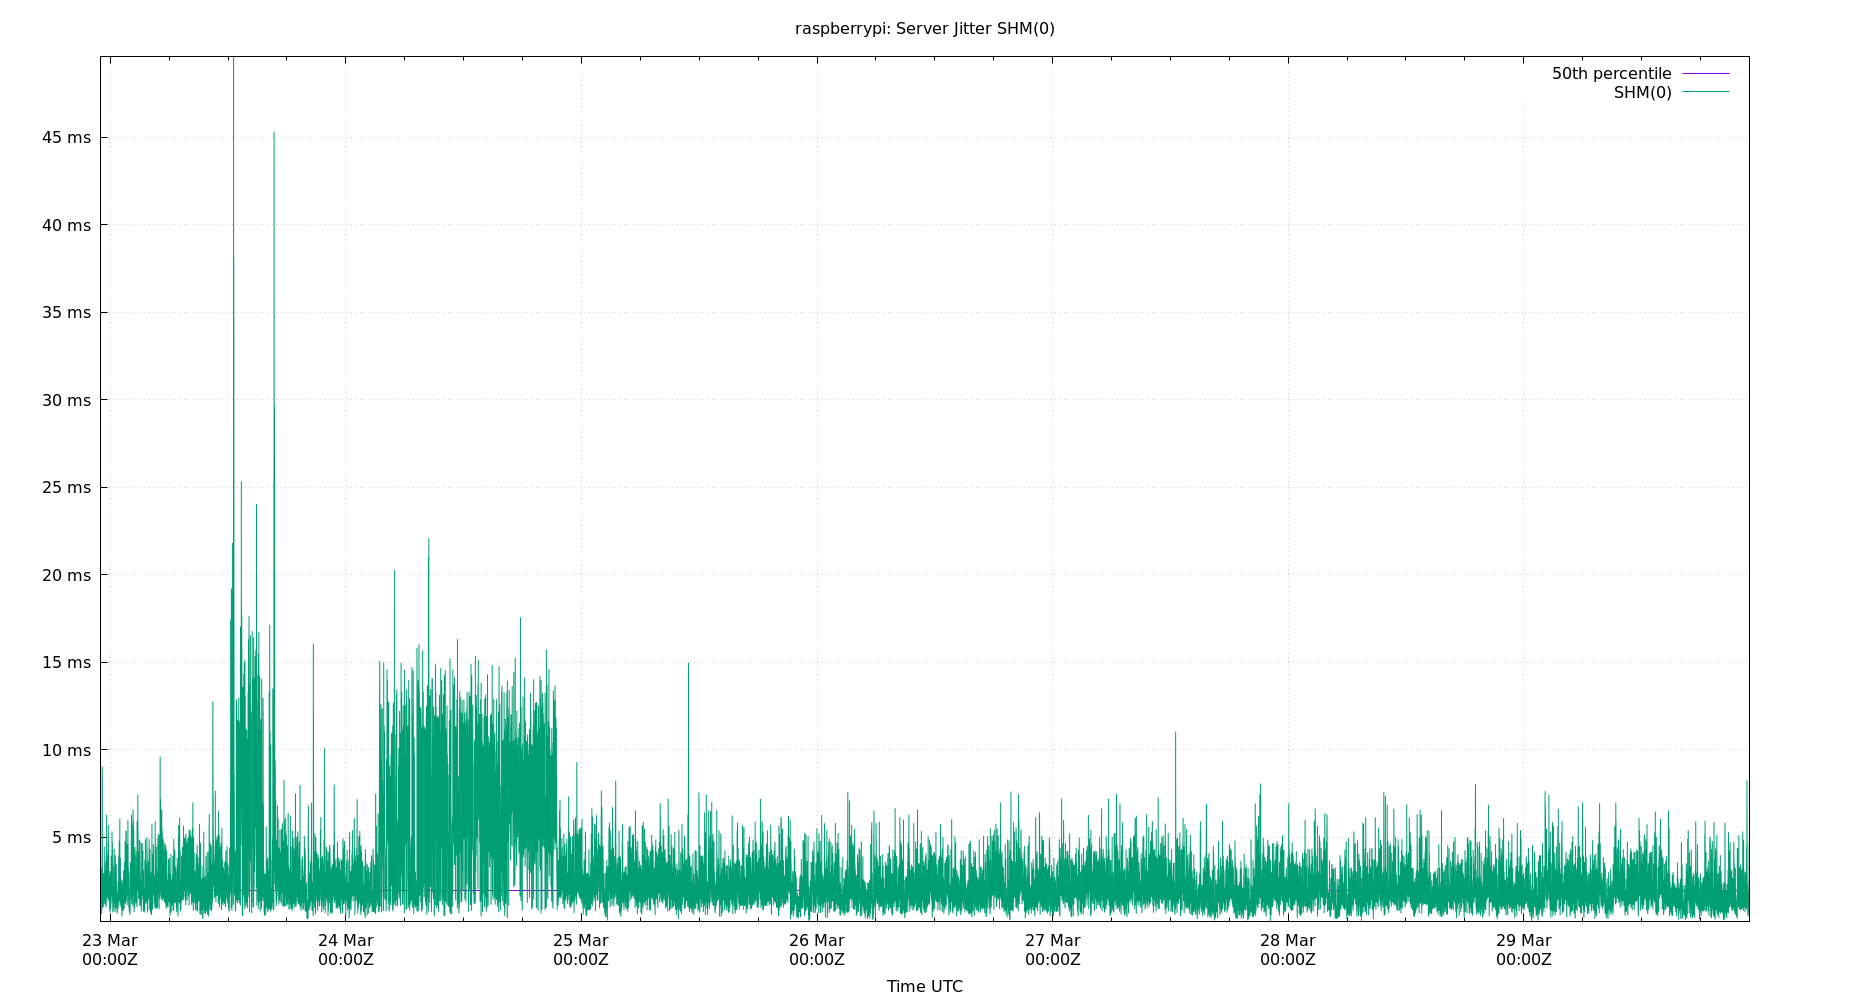 raspberrypi: Server Jitter SHM(0)
50th percentile
SHM(0)
45 ms
40 ms
35 ms
30 ms
25 ms
20 ms
15 ms
10 ms
5 ms
23 Mar 24 Mar 25 Mar 26 Mar 27 Mar 28 Mar 29 Mar
00:00Z 00:00Z 00:00Z 00:00Z 00:00Z 00:00Z 00:00Z
Time UTC